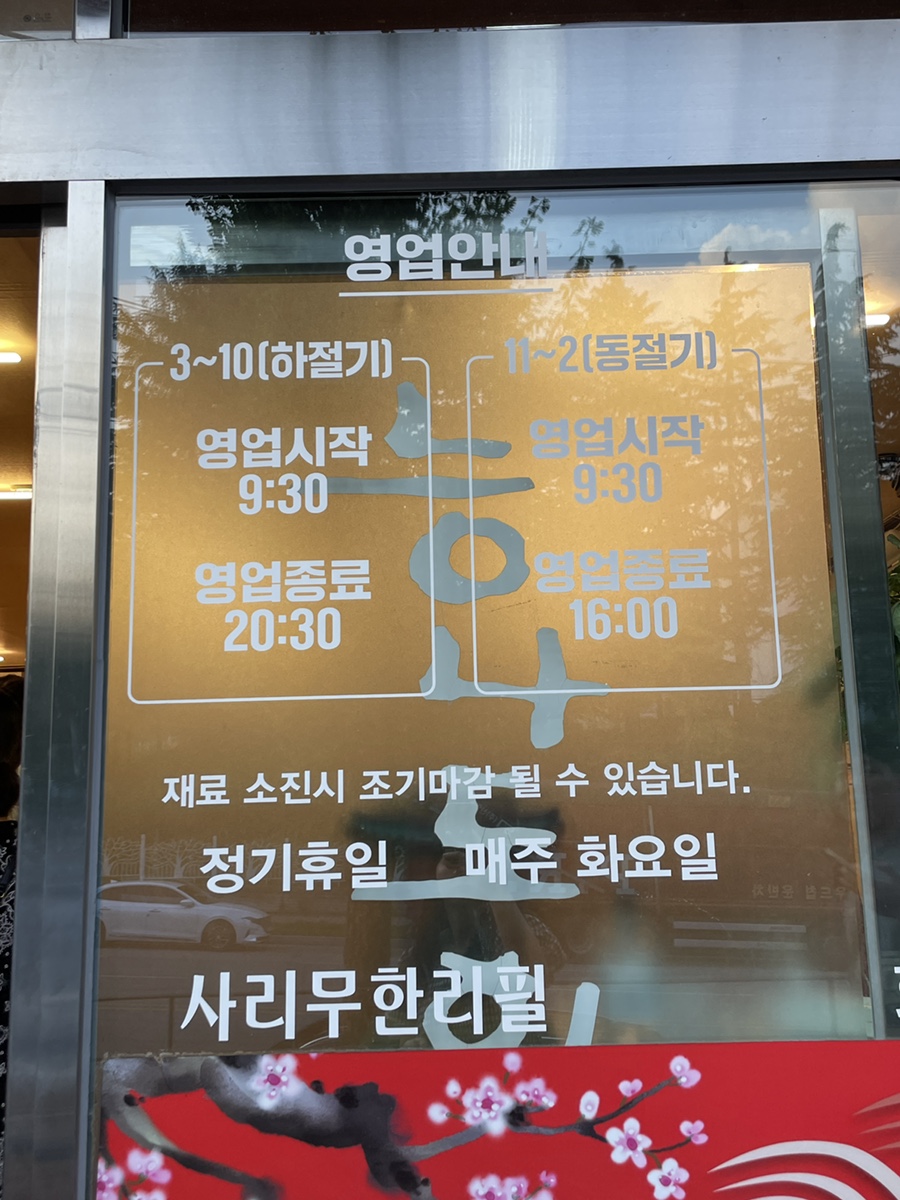 영업안내
3~10(하절기)
영업시작
9:30
영업종료
20:30
11~2(동절기)
영업시작
9:30
영업종료
16:00
재료 소진시 조기마감 될 수 있습니다.
정기휴일 매주 화요일
사리무한리필